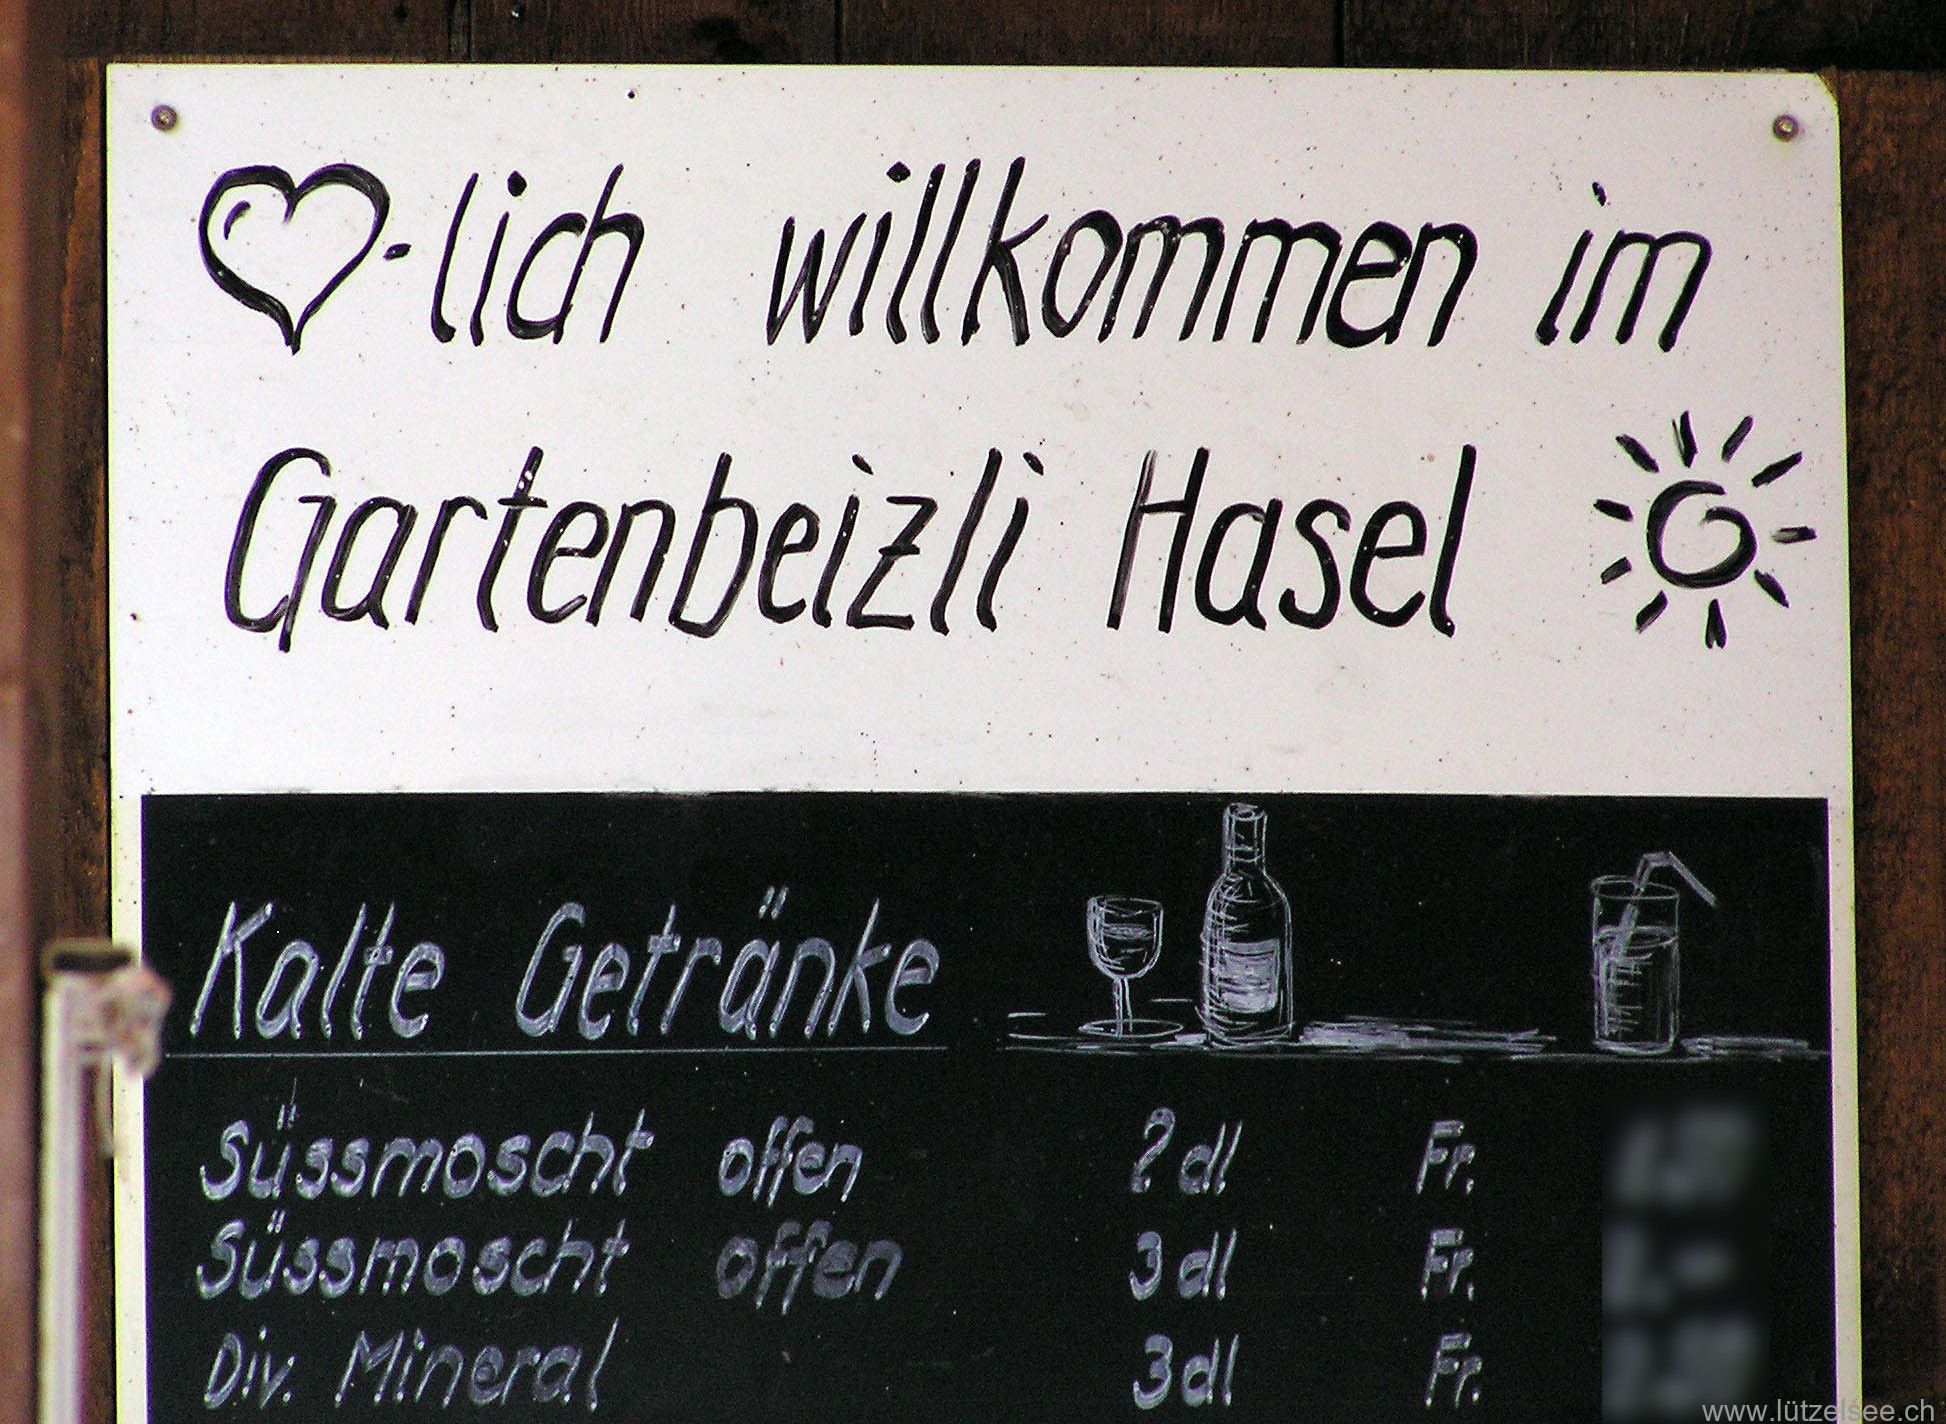 ♡-lich willkommen im
Gartenbeizli Hasel
Kalte Getränke
Süssmoscht offen 2 dl Fr.
Süssmoscht offen 3 dl Fr.
Div. Mineral 3 dl Fr.
www.lützelsee.ch